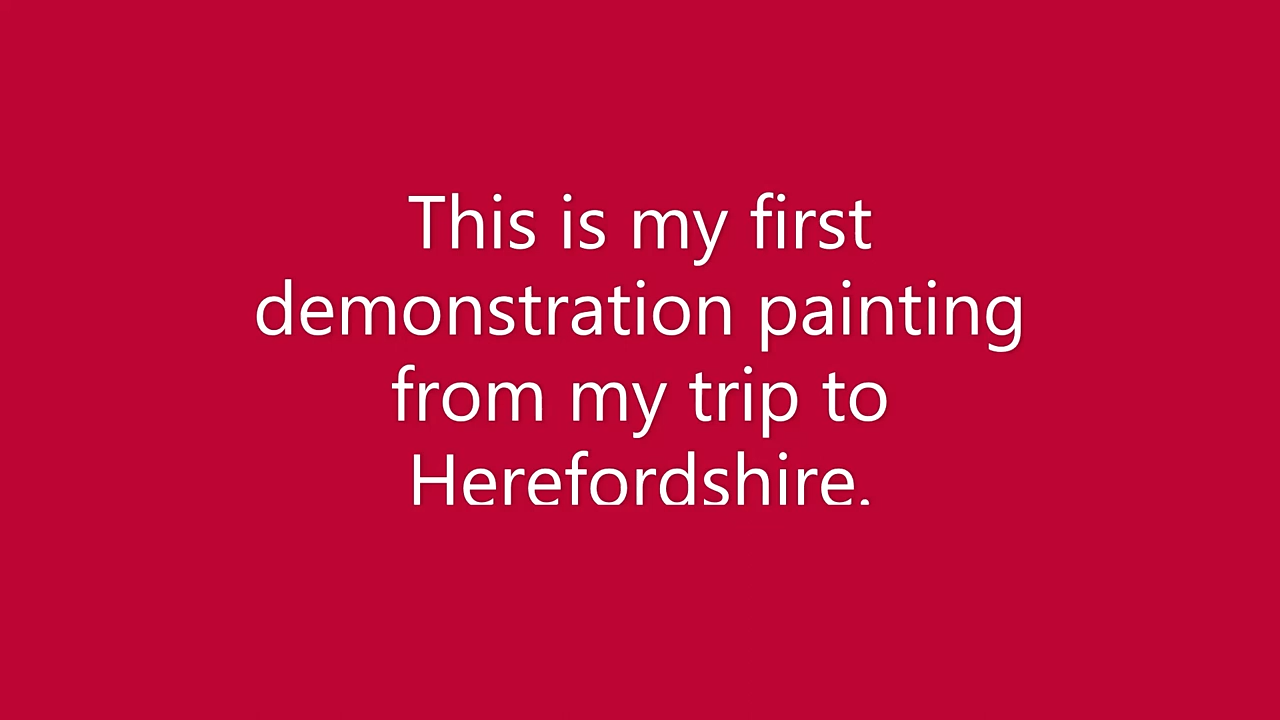 This is my first
demonstration painting
from my trip to
Herefordshire.